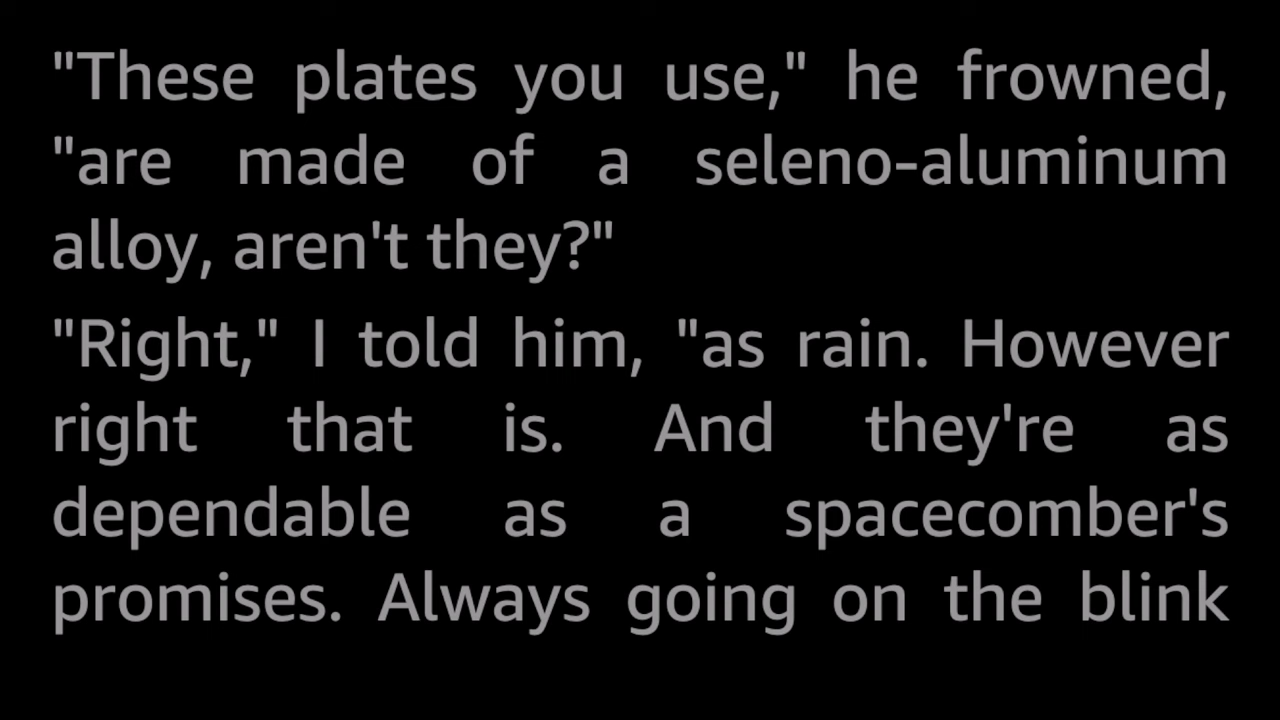 "These plates you use," he frowned,
"are made of a seleno-aluminum
alloy, aren't they?"
"Right," I told him, "as rain. However
right that is. And they're as
dependable as a spacecomber's
promises. Always going on the blink